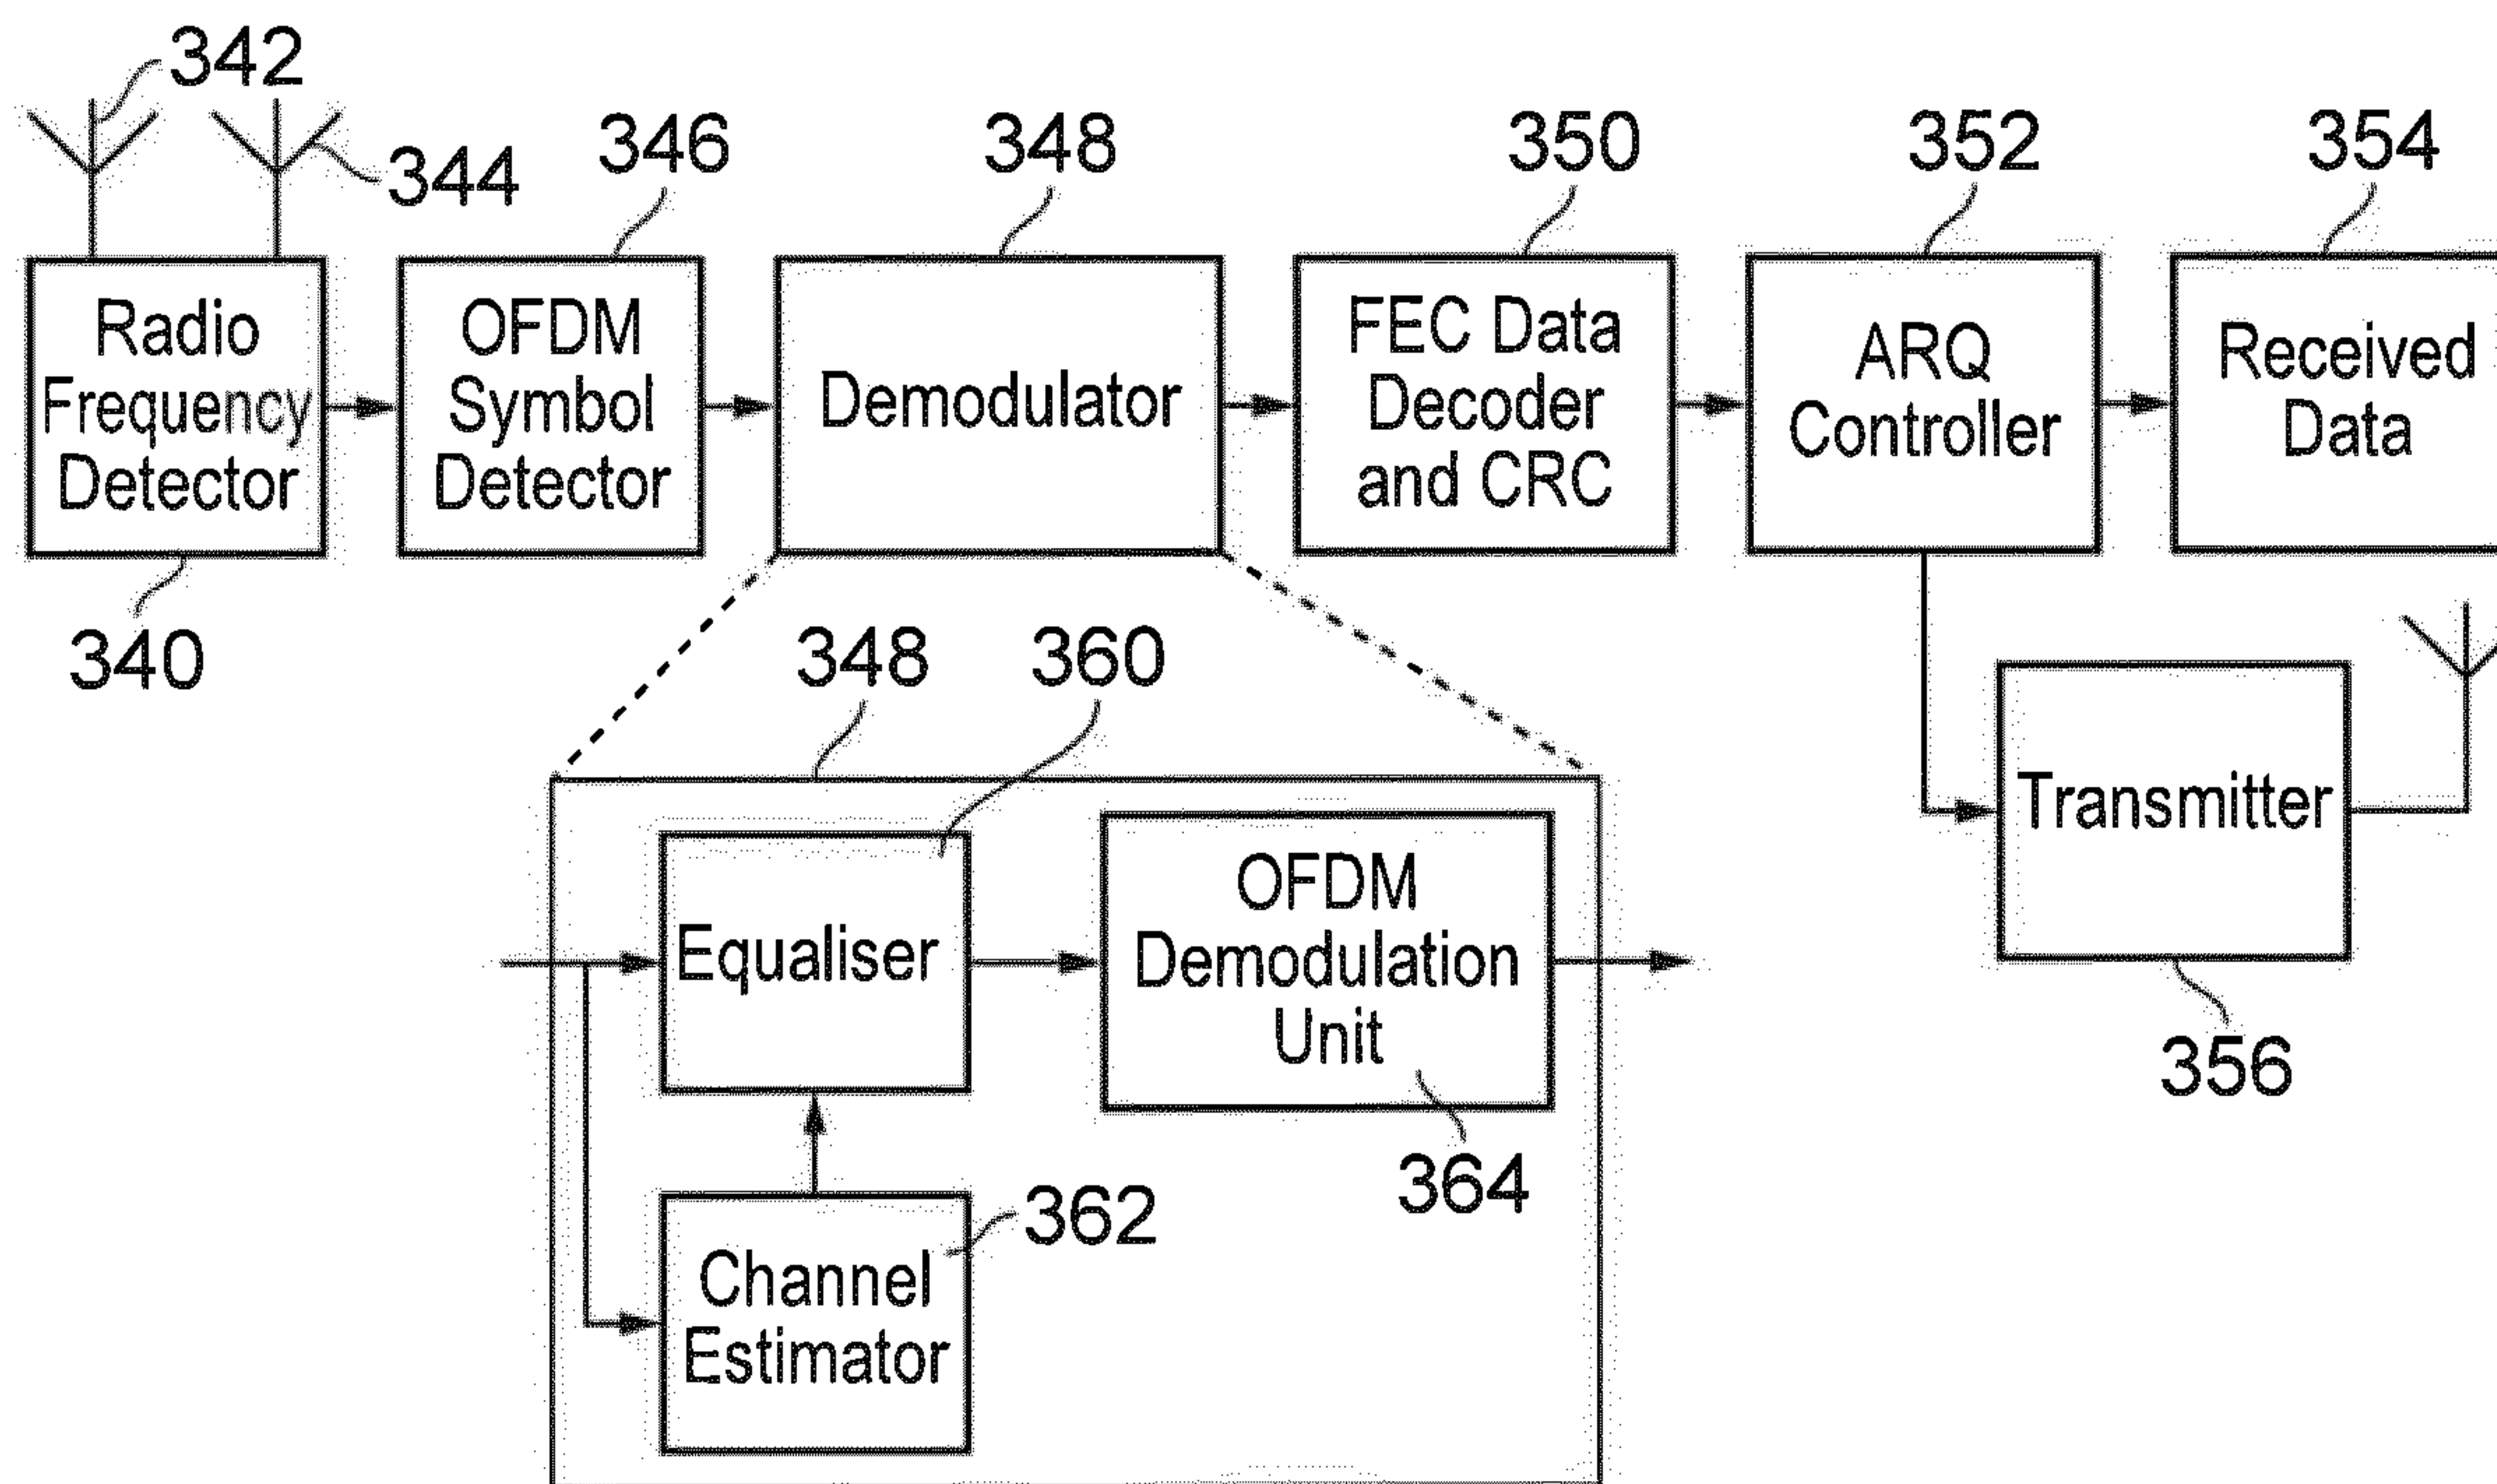 342
344
346
348
350
352
354
Radio
Frequency
Detector
OFDM
Symbol
Detector
Demodulator
FEC Data
Decoder
and CRC
ARQ
Controller
Received
Data
340
348
360
Transmitter
356
Equaliser
OFDM
Demodulation
Unit
364
362
Channel
Estimator